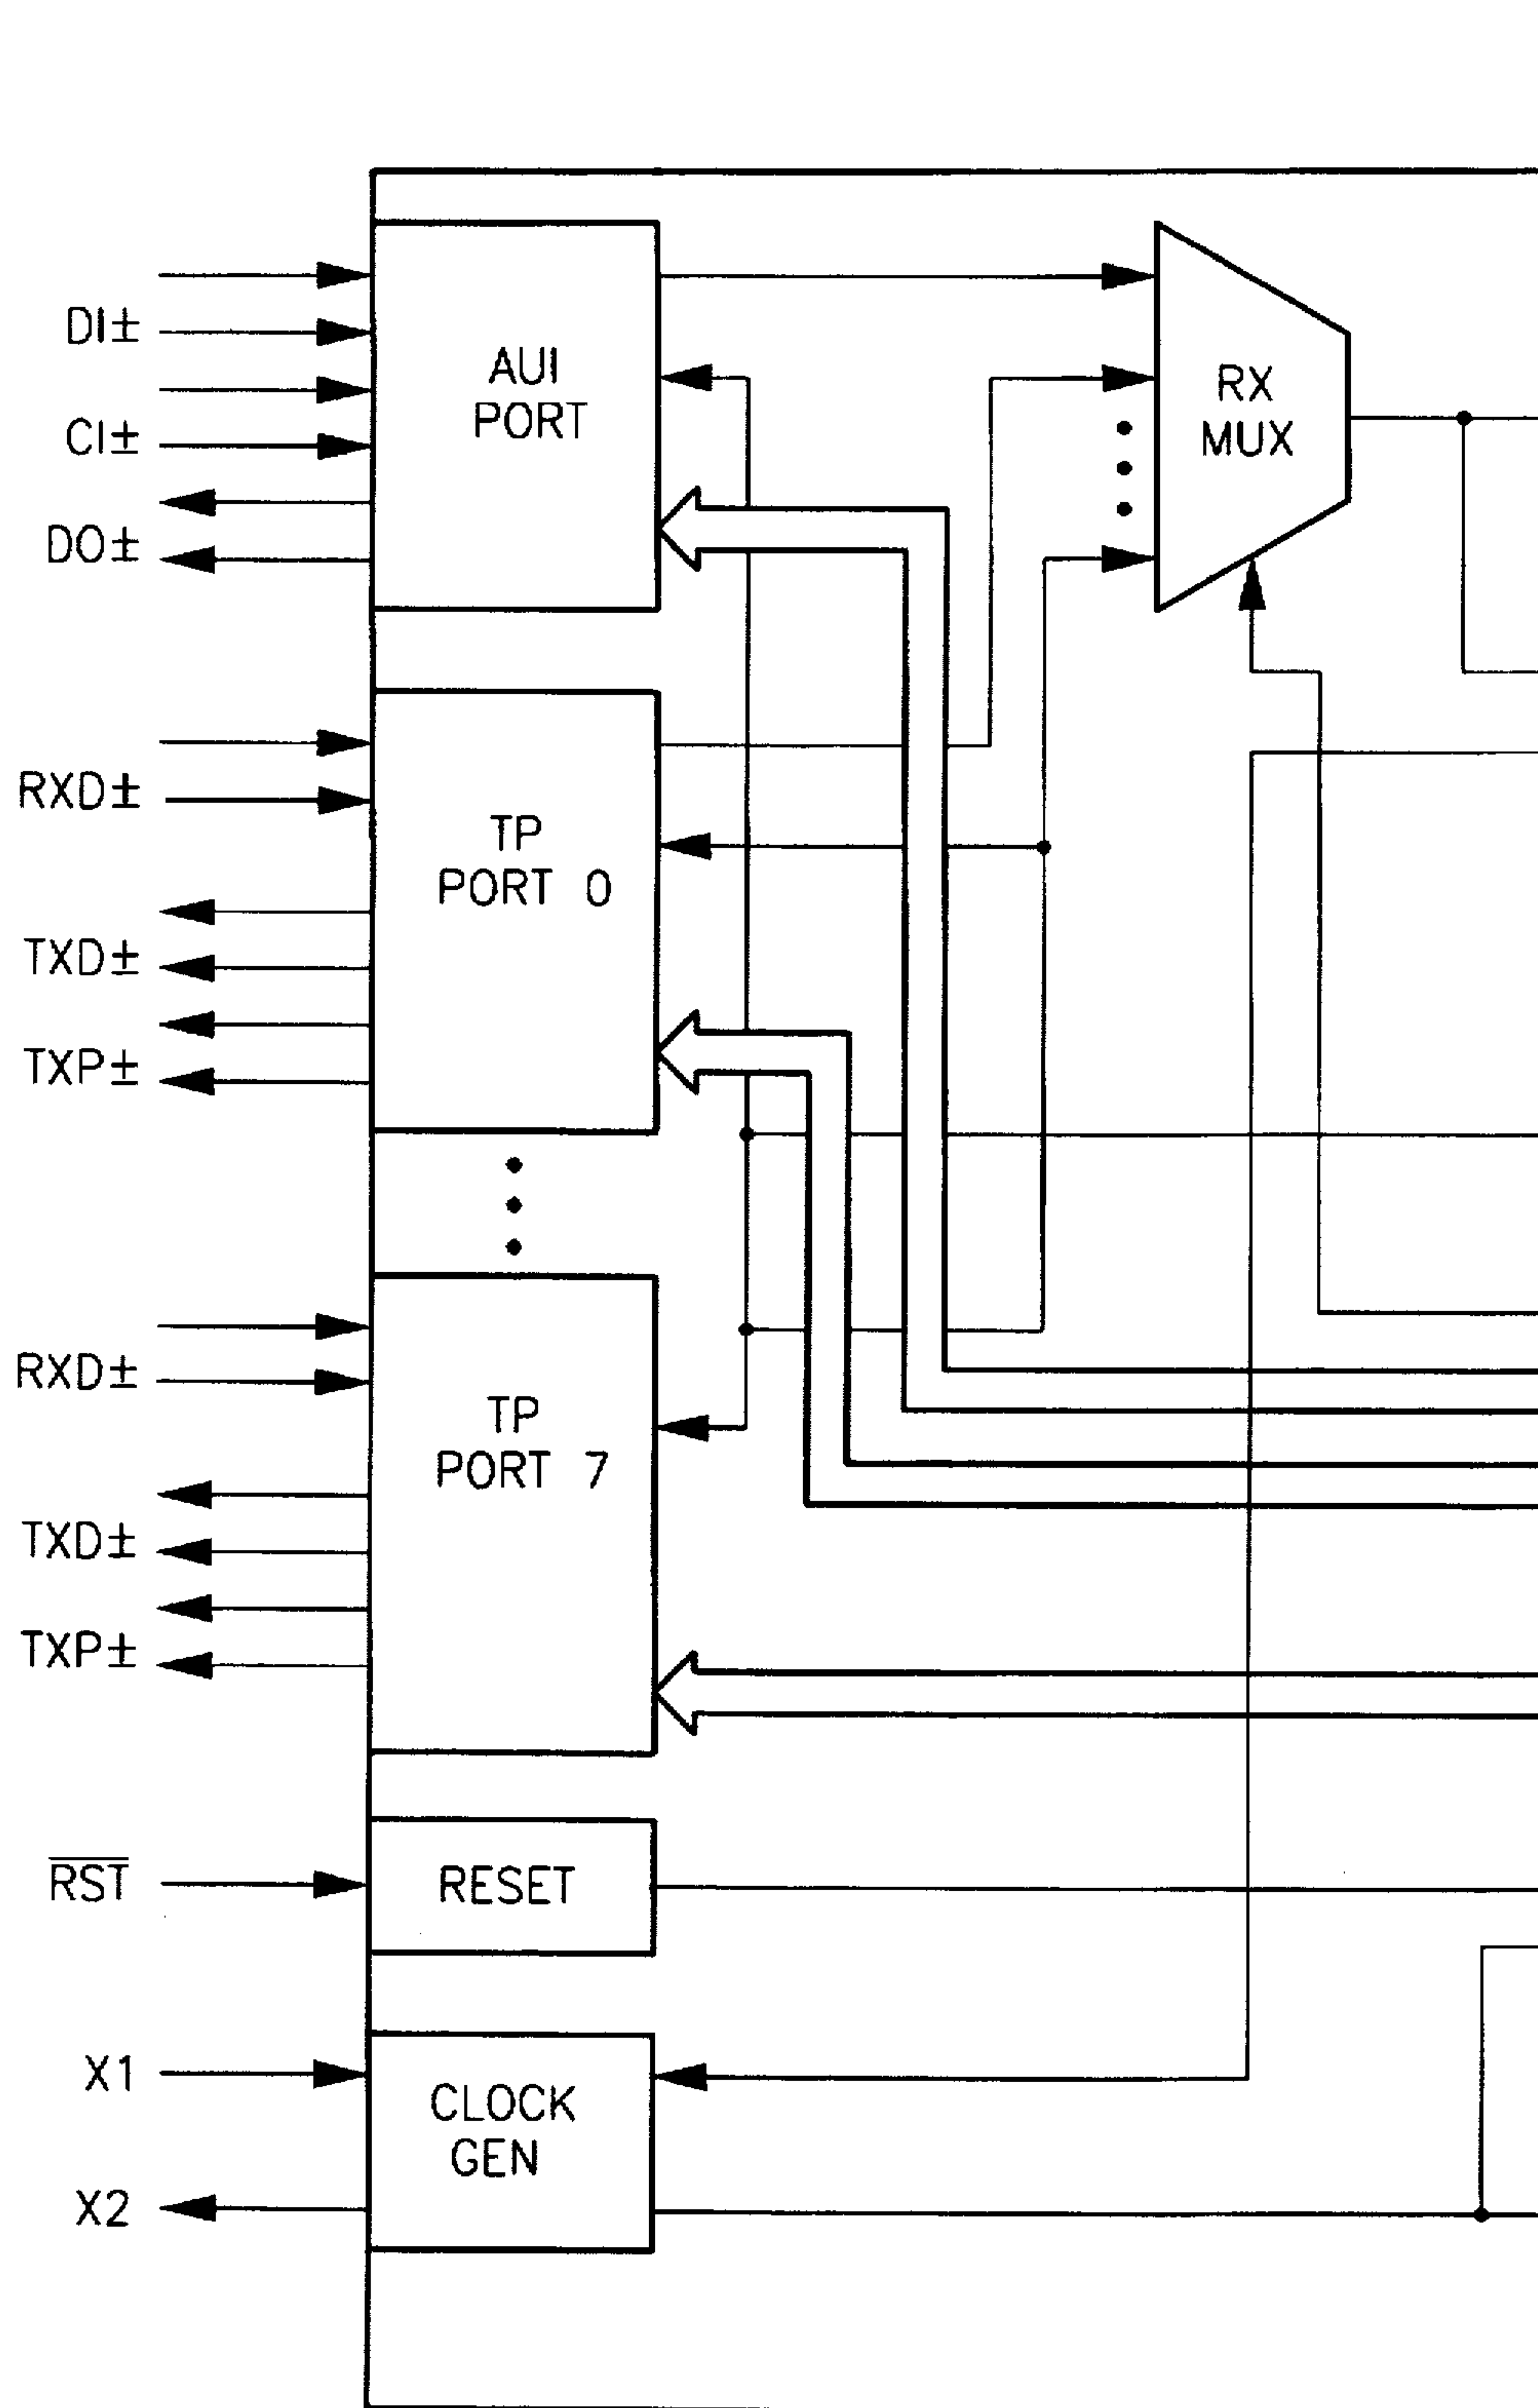 DI±
CI±
DO±
AUI
PORT
RX
MUX
RXD±
TXD±
TXP±
TP
PORT 0
RXD±
TXD±
TXP±
TP
PORT 7
RST
RESET
X1
X2
CLOCK
GEN